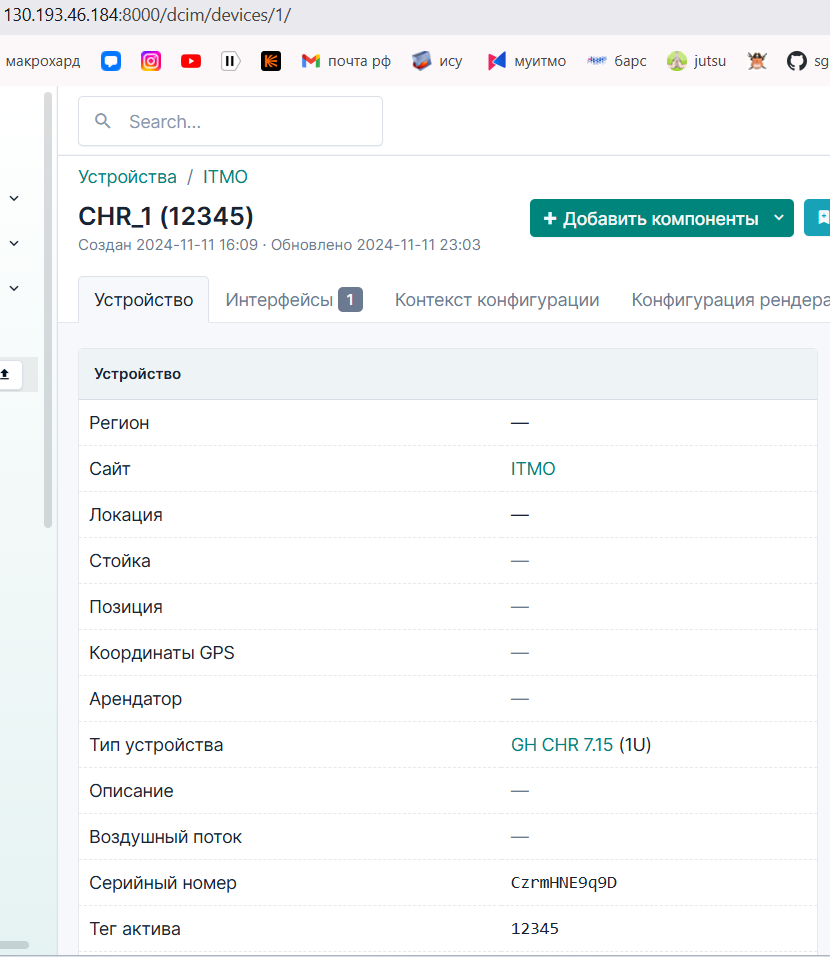 130.193.46.184:8000/dcim/devices/1/
макрохард почта рф ису муитмо барс jutsu sg
Search...
Устройства / ITMO
CHR_1 (12345)
Создан 2024-11-11 16:09 · Обновлено 2024-11-11 23:03
+ Добавить компоненты
Устройство Интерфейсы 1 Контекст конфигурации Конфигурация рендера
Устройство
Регион —
Сайт ITMO
Локация —
Стойка —
Позиция —
Координаты GPS —
Арендатор —
Тип устройства GH CHR 7.15 (1U)
Описание —
Воздушный поток —
Серийный номер CzrmHNE9q9D
Тег актива 12345